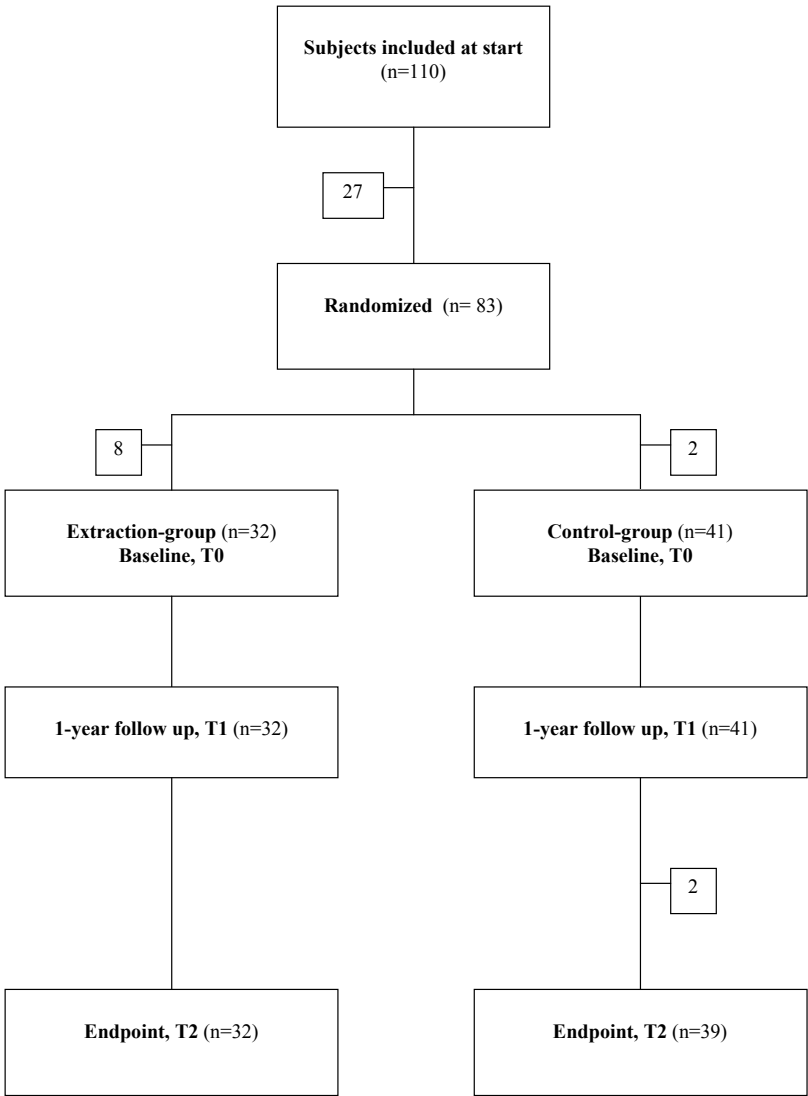 Subjects included at start
(n=110)
27
Randomized (n= 83)
8
2
Extraction-group (n=32)
Baseline, T0
Control-group (n=41)
Baseline, T0
1-year follow up, T1 (n=32)
1-year follow up, T1 (n=41)
2
Endpoint, T2 (n=32)
Endpoint, T2 (n=39)